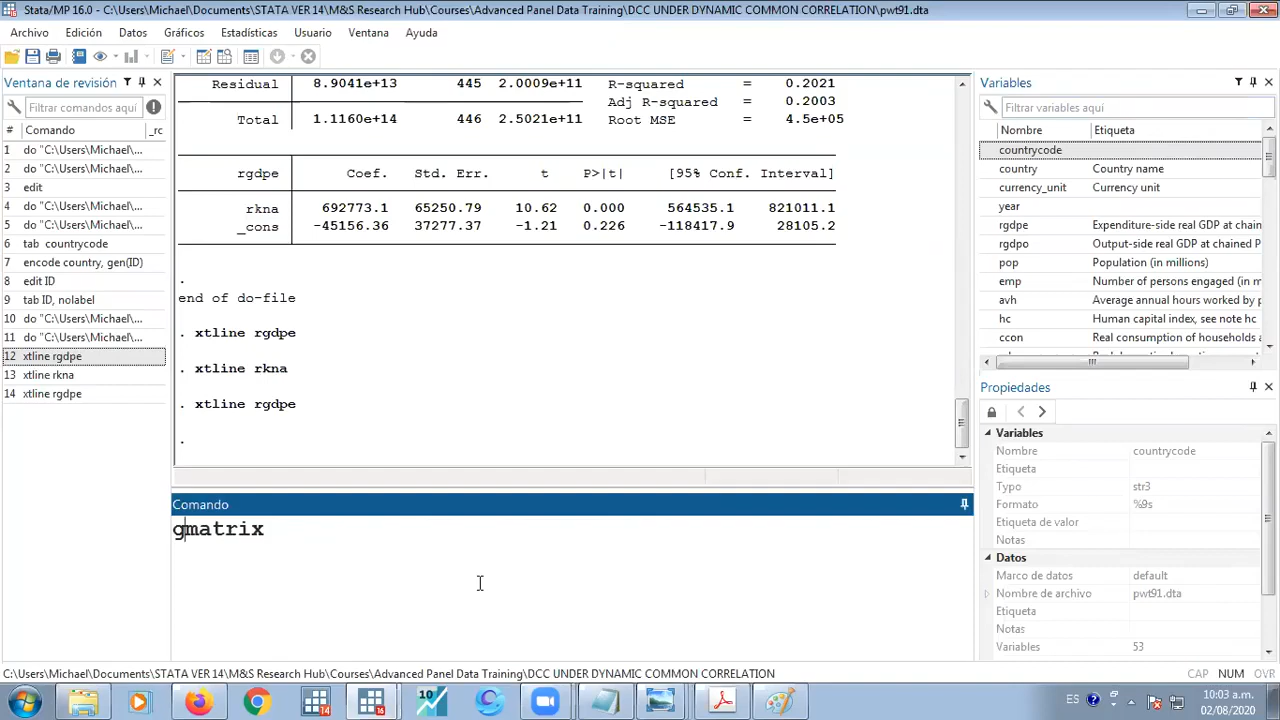 Stata/MP 16.0 - C:\Users\Michael\Documents\STATA VER 14\M&S Research Hub\Courses\Advanced Panel Data Training\DCC UNDER DYNAMIC COMMON CORRELATION\pwt91.dta
Archivo Edición Datos Gráficos Estadísticas Usuario Ventana Ayuda
Ventana de revisión
Filtrar comandos aquí
# Comando _rc
1 do "C:\Users\Michael\...
2 do "C:\Users\Michael\...
3 edit
4 do "C:\Users\Michael\...
5 do "C:\Users\Michael\...
6 tab countrycode
7 encode country, gen(ID)
8 edit ID
9 tab ID, nolabel
10 do "C:\Users\Michael\...
11 do "C:\Users\Michael\...
12 xtline rgdpe
13 xtline rkna
14 xtline rgdpe
Residual 8.9041e+13 445 2.0009e+11 R-squared = 0.2021
Adj R-squared = 0.2003
Total 1.1160e+14 446 2.5021e+11 Root MSE = 4.5e+05
rgdpe Coef. Std. Err. t P>|t| [95% Conf. Interval]
rkna 692773.1 65250.79 10.62 0.000 564535.1 821011.1
_cons -45156.36 37277.37 -1.21 0.226 -118417.9 28105.2
.
end of do-file
. xtline rgdpe
. xtline rkna
. xtline rgdpe
.
Comando
gmatrix
Variables
Filtrar variables aquí
Nombre Etiqueta
countrycode
country Country name
currency_unit Currency unit
year
rgdpe Expenditure-side real GDP at chained
rgdpo Output-side real GDP at chained P
pop Population (in millions)
emp Number of persons engaged (in m
avh Average annual hours worked by p
hc Human capital index, see note hc
ccon Real consumption of households
Propiedades
Variables
Nombre countrycode
Etiqueta
Tipo str3
Formato %9s
Etiqueta de valor
Notas
Datos
Marco de datos default
Nombre de archivo pwt91.dta
Etiqueta
Notas
Variables 53
C:\Users\Michael\Documents\STATA VER 14\M&S Research Hub\Courses\Advanced Panel Data Training\DCC UNDER DYNAMIC COMMON CORRELATION
CAP NUM OVR
14 16 10
ES
10:03 a.m.
02/08/2020